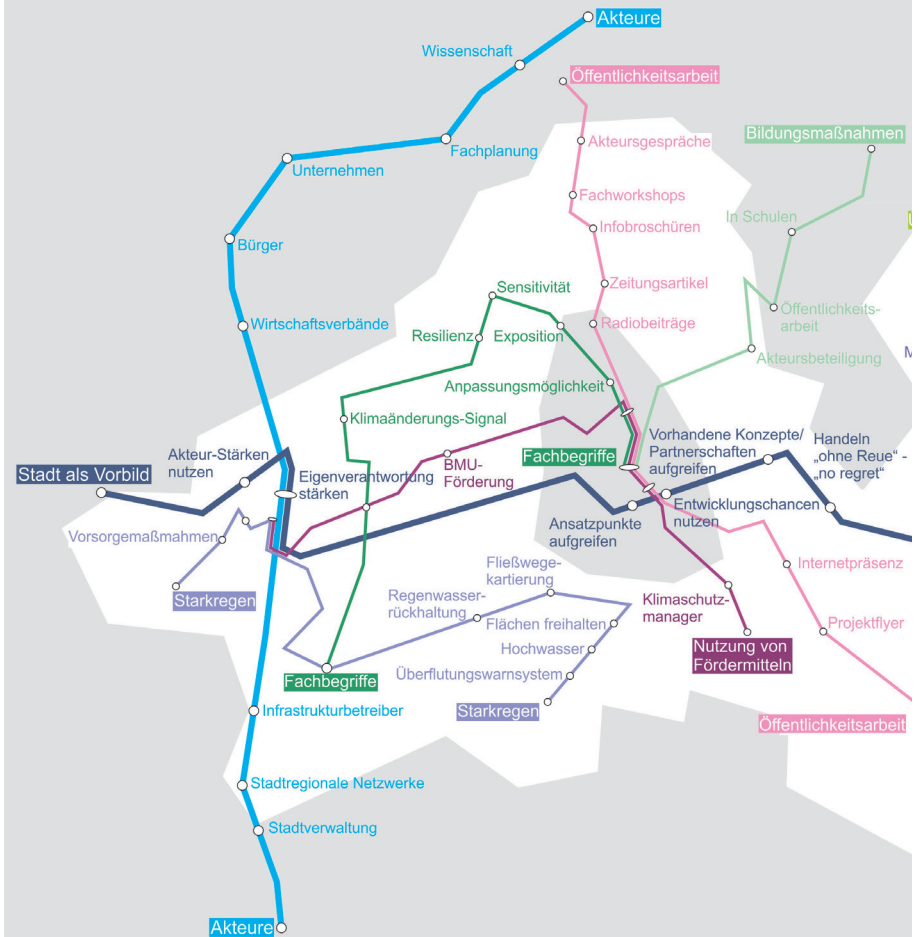 Akteure
Wissenschaft
Öffentlichkeitsarbeit
Bildungsmaßnahmen
Akteursgespräche
Fachplanung
Unternehmen
Fachworkshops
In Schulen
Infobroschüren
Bürger
Sensitivität
Zeitungsartikel
Öffentlichkeits-
arbeit
Wirtschaftsverbände
Resilienz
Exposition
Radiobeiträge
Akteursbeteiligung
M
Anpassungsmöglichkeit
Klimaänderungs-Signal
Vorhandene Konzepte/
Partnerschaften
aufgreifen
Handeln
„ohne Reue“ -
„no regret“
Akteur-Stärken
nutzen
Stadt als Vorbild
Eigenverantwortung
stärken
BMU-
Förderung
Fachbegriffe
Entwicklungschancen
nutzen
Ansatzpunkte
aufgreifen
Vorsorgemaßmahmen
Fließwege-
kartierung
Internetpräsenz
Starkregen
Regenwasser-
rückhaltung
Klimaschutz-
manager
Flächen freihalten
Projektflyer
Hochwasser
Nutzung von
Fördermitteln
Fachbegriffe
Überflutungswarnsystem
Starkregen
Infrastrukturbetreiber
Öffentlichkeitsarbeit
Stadtregionale Netzwerke
Stadtverwaltung
Akteure